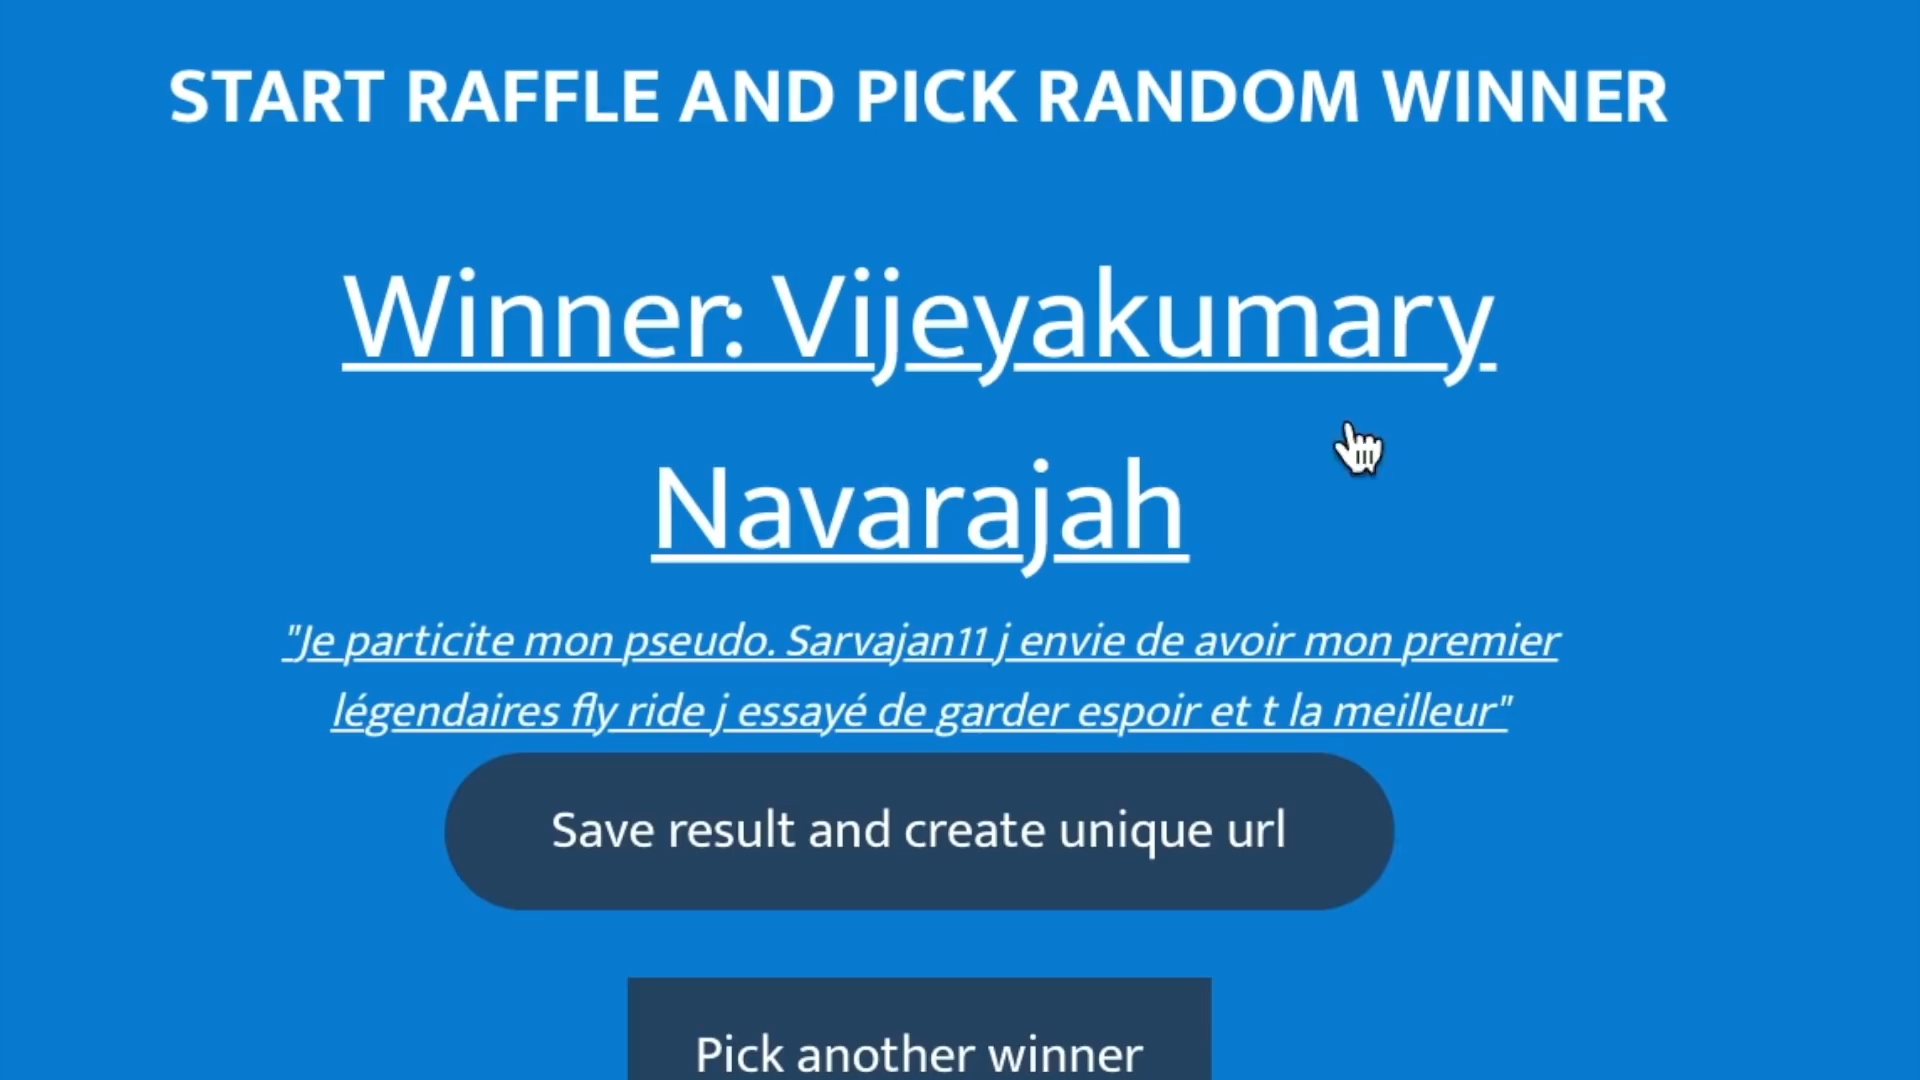 START RAFFLE AND PICK RANDOM WINNER
Winner: Vijeyakumary
Navarajah
"Je particite mon pseudo. Sarvajan11 j envie de avoir mon premier
légendaires fly ride j essayé de garder espoir et t la meilleur"
Save result and create unique url
Pick another winner